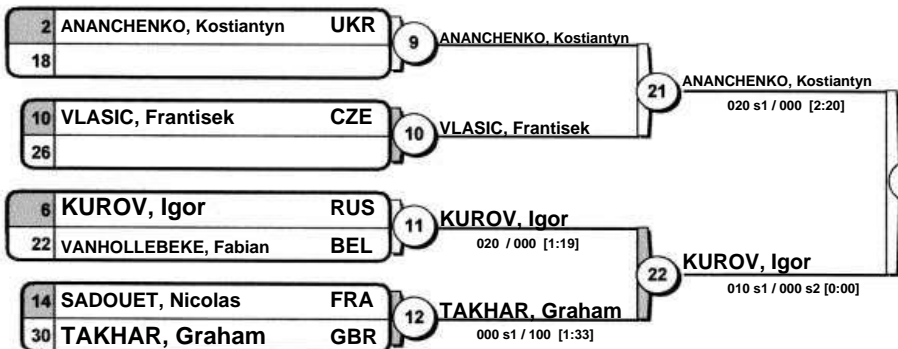 2 ANANCHENKO, Kostiantyn UKR
18
9 ANANCHENKO, Kostiantyn
10 VLASIC, Frantisek CZE
26
10 VLASIC, Frantisek
21 ANANCHENKO, Kostiantyn
020 s1 / 000 [2:20]
6 KUROV, Igor RUS
22 VANHOLLEBEKE, Fabian BEL
11 KUROV, Igor
020 / 000 [1:19]
14 SADOUET, Nicolas FRA
30 TAKHAR, Graham GBR
12 TAKHAR, Graham
000 s1 / 100 [1:33]
22 KUROV, Igor
010 s1 / 000 s2 [0:00]